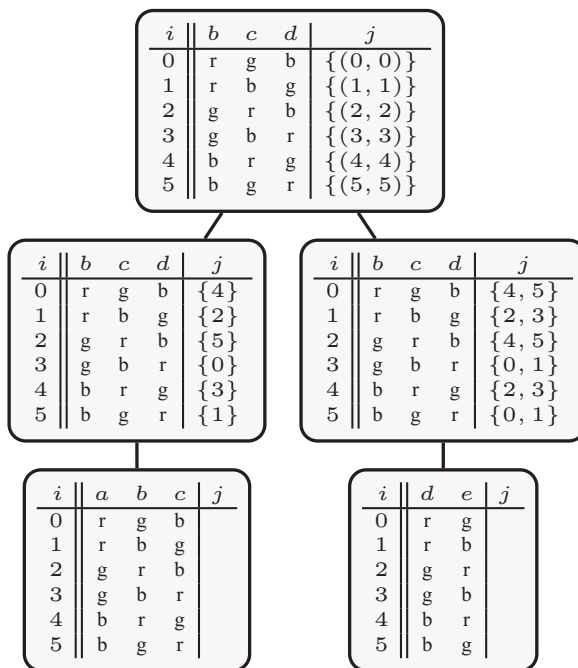 i b c d j
0 r g b {(0, 0)}
1 r b g {(1, 1)}
2 g r b {(2, 2)}
3 g b r {(3, 3)}
4 b r g {(4, 4)}
5 b g r {(5, 5)}
i b c d j
0 r g b {4}
1 r b g {2}
2 g r b {5}
3 g b r {0}
4 b r g {3}
5 b g r {1}
i b c d j
0 r g b {4, 5}
1 r b g {2, 3}
2 g r b {4, 5}
3 g b r {0, 1}
4 b r g {2, 3}
5 b g r {0, 1}
i a b c j
0 r g b
1 r b g
2 g r b
3 g b r
4 b r g
5 b g r
i d e j
0 r g
1 r b
2 g r
3 g b
4 b r
5 b g